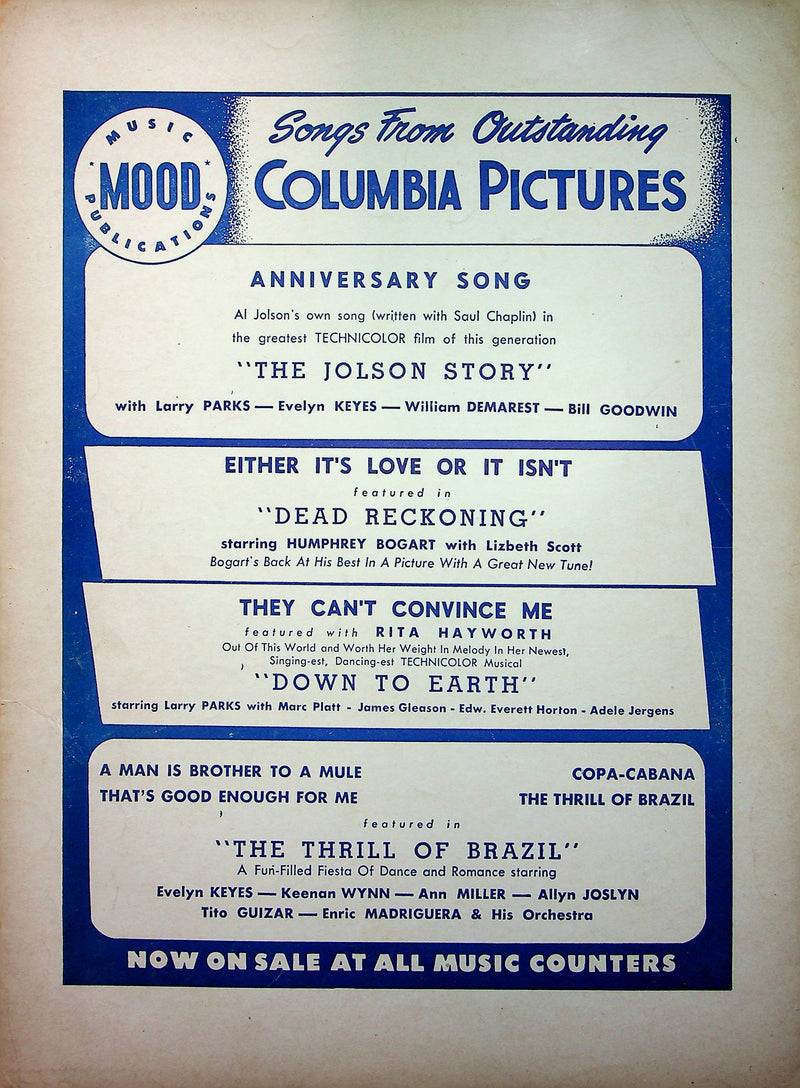 MUSIC
MOOD
PUBLICATIONS
Songs From Outstanding
COLUMBIA PICTURES
ANNIVERSARY SONG
Al Jolson's own song (written with Saul Chaplin) in
the greatest TECHNICOLOR film of this generation
"THE JOLSON STORY"
with Larry PARKS — Evelyn KEYES — William DEMAREST — Bill GOODWIN
EITHER IT'S LOVE OR IT ISN'T
featured in
"DEAD RECKONING"
starring HUMPHREY BOGART with Lizbeth Scott
Bogart's Back At His Best In A Picture With A Great New Tune!
THEY CAN'T CONVINCE ME
featured with RITA HAYWORTH
Out Of This World and Worth Her Weight In Melody In Her Newest,
Singing-est, Dancing-est TECHNICOLOR Musical
"DOWN TO EARTH"
starring Larry PARKS with Marc Platt - James Gleason - Edw. Everett Horton - Adele Jergens
A MAN IS BROTHER TO A MULE
COPA-CABANA
THAT'S GOOD ENOUGH FOR ME
THE THRILL OF BRAZIL
featured in
"THE THRILL OF BRAZIL"
A Fun-Filled Fiesta Of Dance and Romance starring
Evelyn KEYES — Keenan WYNN — Ann MILLER — Allyn JOSLYN
Tito GUIZAR — Enric MADRIGUERA & His Orchestra
NOW ON SALE AT ALL MUSIC COUNTERS